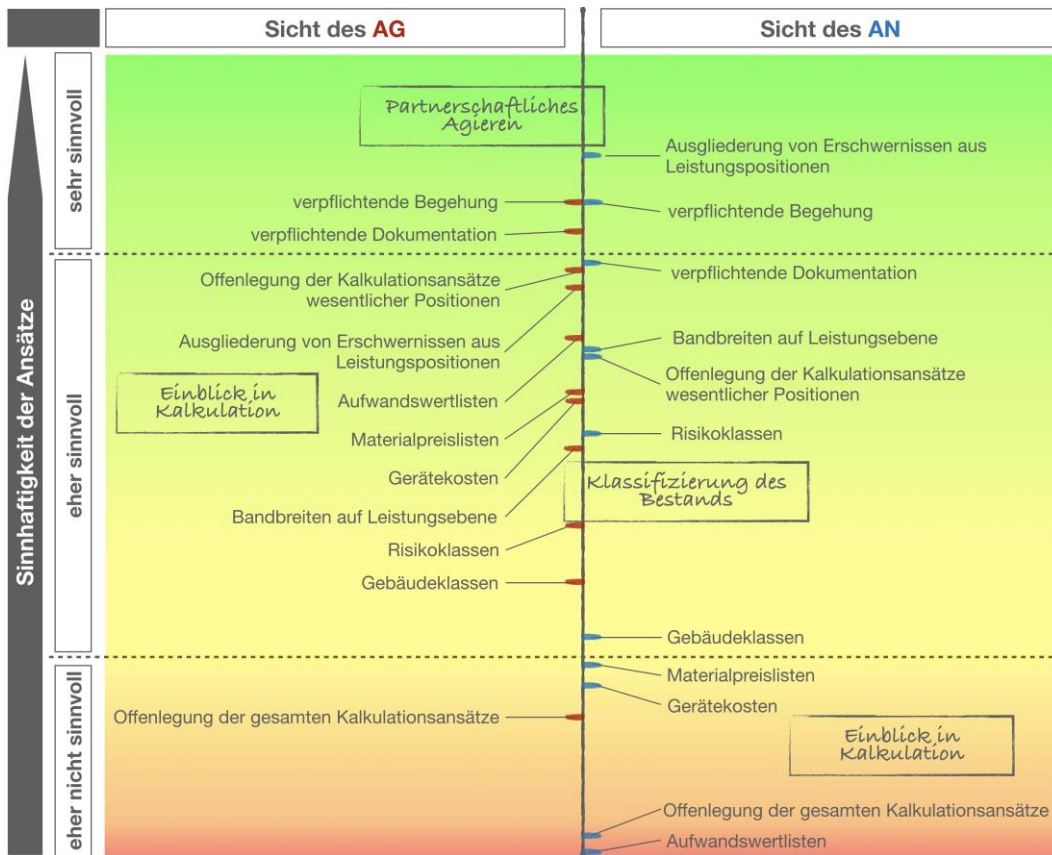 Sicht des AG
Sicht des AN
Sinnhaftigkeit der Ansätze
sehr sinnvoll
eher sinnvoll
eher nicht sinnvoll
Partnerschaftliches
Agieren
verpflichtende Begehung
verpflichtende Dokumentation
Offenlegung der Kalkulationsansätze
wesentlicher Positionen
Ausgliederung von Erschwernissen aus
Leistungspositionen
Einblick in
Kalkulation
Aufwandswertlisten
Materialpreislisten
Gerätekosten
Bandbreiten auf Leistungsebene
Risikoklassen
Gebäudeklassen
Offenlegung der gesamten Kalkulationsansätze
Ausgliederung von Erschwernissen aus
Leistungspositionen
verpflichtende Begehung
verpflichtende Dokumentation
Bandbreiten auf Leistungsebene
Offenlegung der Kalkulationsansätze
wesentlicher Positionen
Risikoklassen
Klassifizierung des
Bestands
Gebäudeklassen
Materialpreislisten
Gerätekosten
Einblick in
Kalkulation
Offenlegung der gesamten Kalkulationsansätze
Aufwandswertlisten